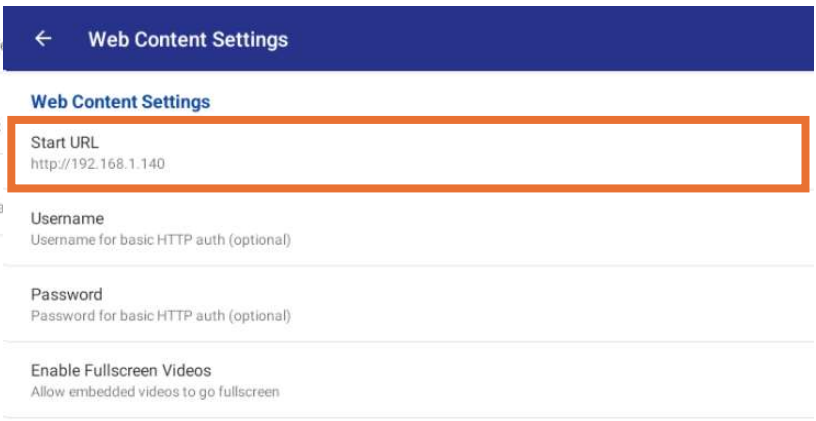 Web Content Settings
Web Content Settings
Start URL
http://192.168.1.140
Username
Username for basic HTTP auth (optional)
Password
Password for basic HTTP auth (optional)
Enable Fullscreen Videos
Allow embedded videos to go fullscreen